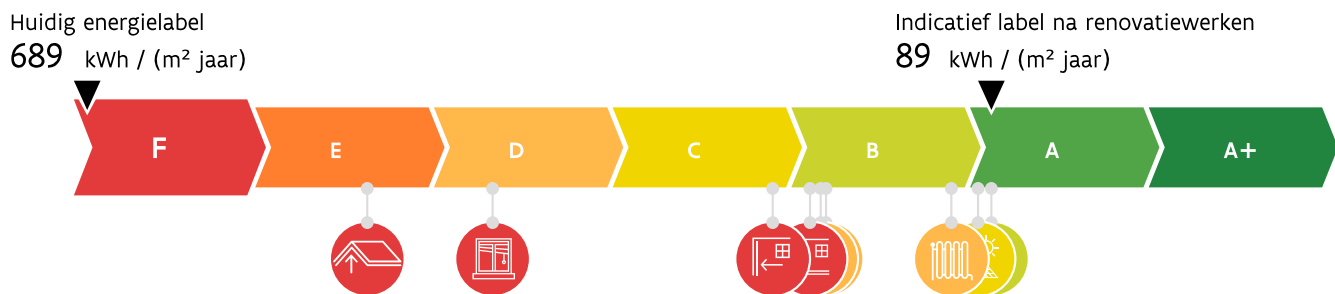 Huidig energielabel
689 kWh / (m² jaar)
Indicatief label na renovatiewerken
89 kWh / (m² jaar)
F E D C B A A+